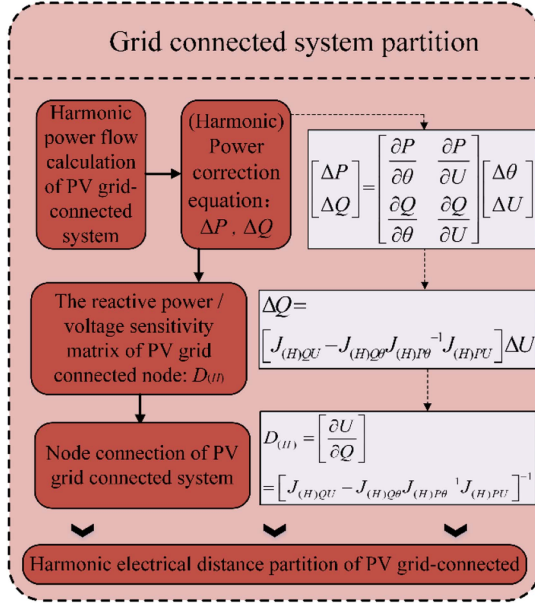 Grid connected system partition
Harmonic
power flow
calculation
of PV grid-
connected
system
(Harmonic)
Power
correction
equation：
ΔP , ΔQ
[ΔP ΔQ] = [∂P/∂θ ∂P/∂U ∂Q/∂θ ∂Q/∂U] [Δθ ΔU]
The reactive power /
voltage sensitivity
matrix of PV grid
connected node: D(H)
ΔQ=
[J(H)QU − J(H)Qθ J(H)Pθ⁻¹ J(H)PU] ΔU
Node connection of PV
grid connected system
D(H) = [∂U/∂Q]
=[J(H)QU − J(H)Qθ J(H)Pθ ¹ J(H)PU]⁻¹
Harmonic electrical distance partition of PV grid-connected